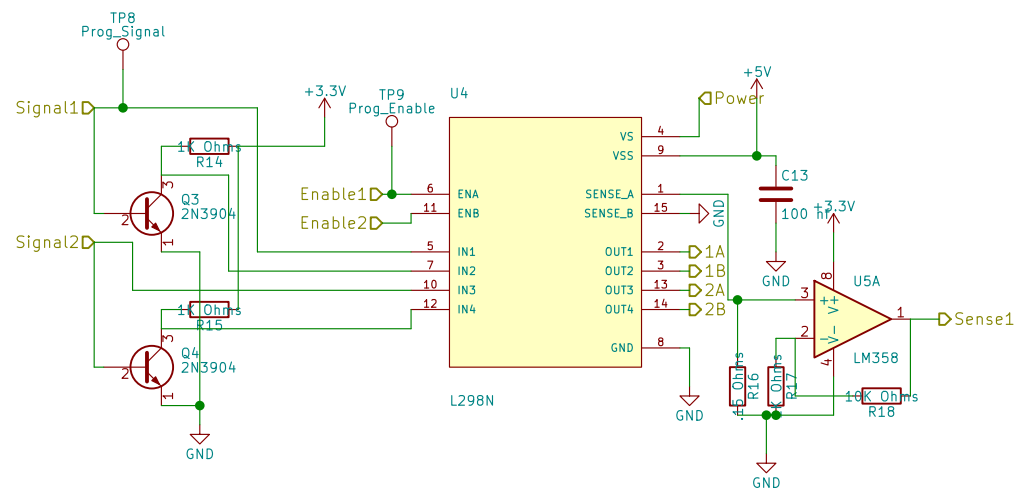 TP8
Prog_Signal
Signal1
+3.3V
TP9
Prog_Enable
U4
+5V
Power
1K Ohms
R14
3
Q3
2N3904
2
1
Signal2
1K Ohms
R15
3
Q4
2N3904
2
1
GND
Enable1
Enable2
6 ENA
11 ENB
5 IN1
7 IN2
10 IN3
12 IN4
VS 4
VSS 9
SENSE_A 1
SENSE_B 15
OUT1 2
OUT2 3
OUT3 13
OUT4 14
GND 8
L298N
GND
GND
1A
1B
2A
2B
C13
100 nf
GND
+3.3V
U5A
8
V+
3
+
2
-
V-
4
1
LM358
Sense1
.15 Ohms
R16
K Ohms
R17
10K Ohms
R18
GND